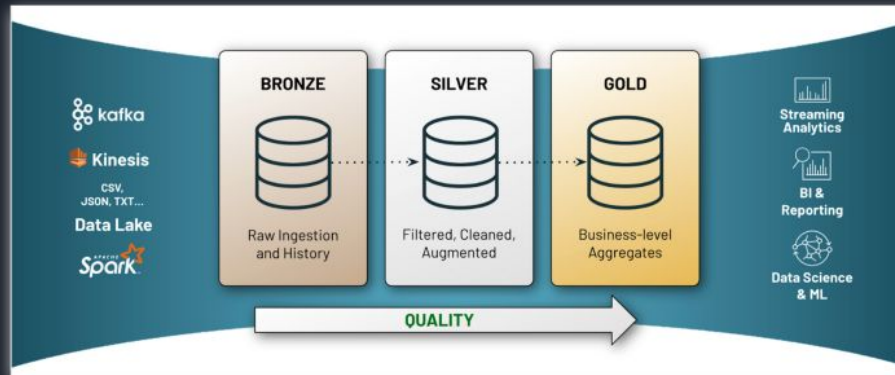 kafka
Kinesis
CSV,
JSON, TXT...
Data Lake
APACHE
Spark
BRONZE
Raw Ingestion
and History
SILVER
Filtered, Cleaned,
Augmented
GOLD
Business-level
Aggregates
QUALITY
Streaming
Analytics
BI &
Reporting
Data Science
& ML